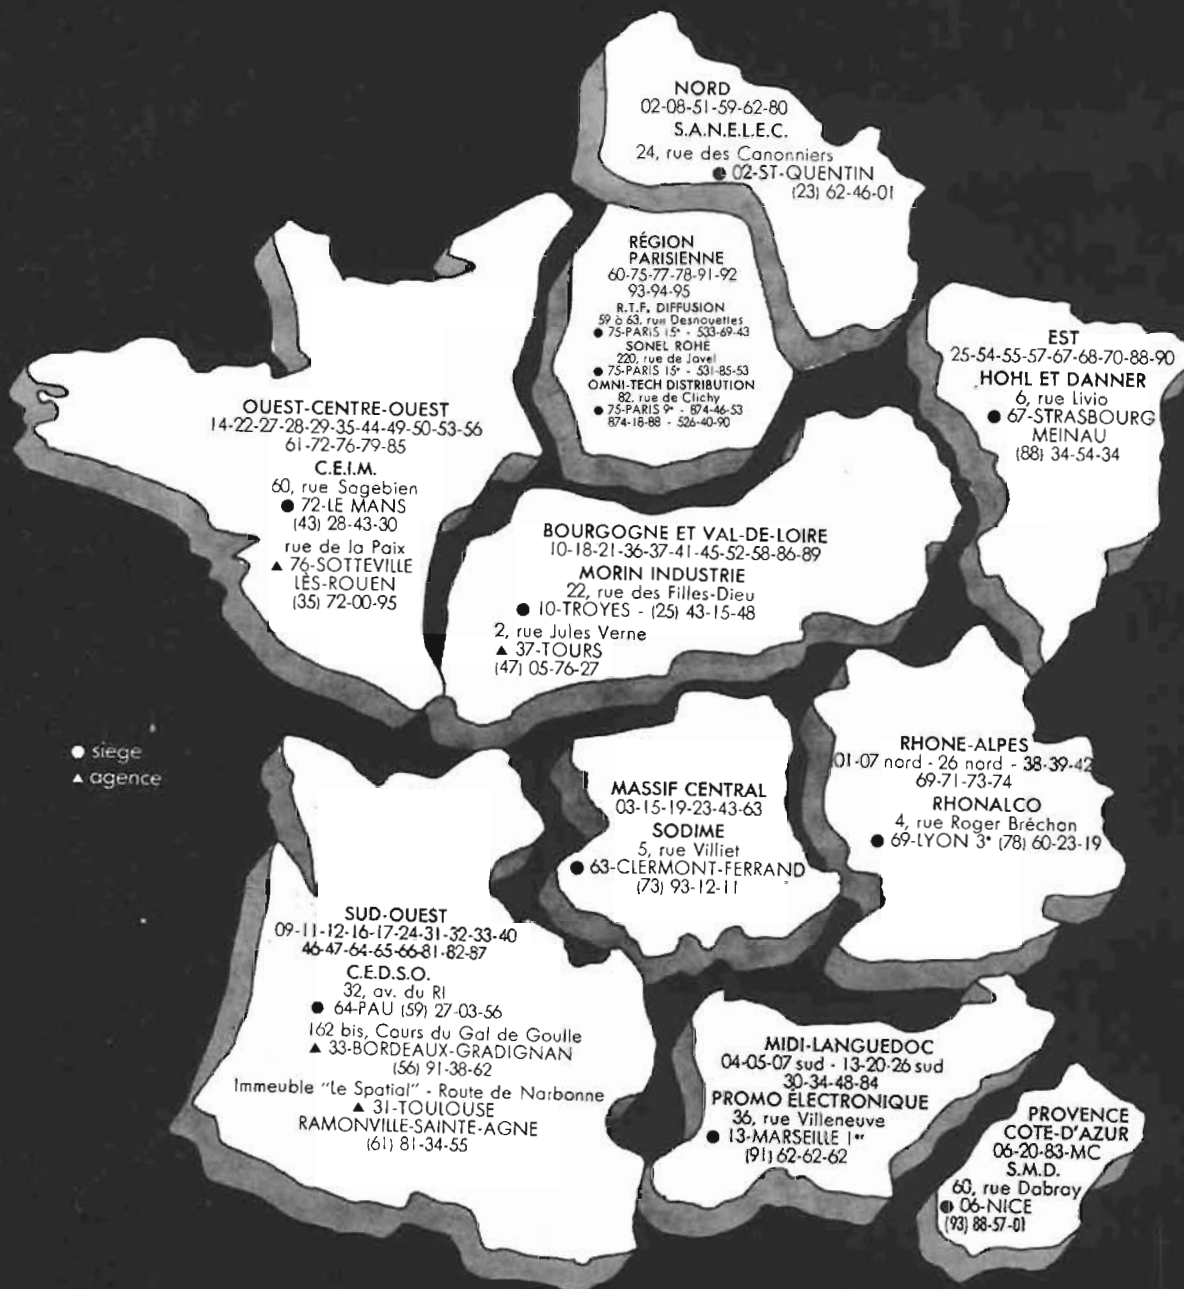 NORD
02-08-51-59-62-80
S.A.N.E.L.E.C.
24, rue des Canonniers
● 02-ST-QUENTIN
(23) 62-46-01
RÉGION
PARISIENNE
60-75-77-78-91-92
93-94-95
R.T.F. DIFFUSION
59 à 63, rue Desnouettes
● 75-PARIS 15e - 533-69-43
SONEL ROHE
220, rue de Javel
● 75-PARIS 15e - 531-85-53
OMNI-TECH DISTRIBUTION
82, rue de Clichy
● 75-PARIS 9e - 874-46-53
874-18-88 - 526-40-90
EST
25-54-55-57-67-68-70-88-90
HOHL ET DANNER
6, rue Livio
● 67-STRASBOURG
MEINAU
(88) 34-54-34
OUEST-CENTRE-OUEST
14-22-27-28-29-35-44-49-50-53-56
61-72-76-79-85
C.E.I.M.
60, rue Sagebien
● 72-LE MANS
(43) 28-43-30
rue de la Paix
▲ 76-SOTTEVILLE
LÈS-ROUEN
(35) 72-00-95
BOURGOGNE ET VAL-DE-LOIRE
10-18-21-36-37-41-45-52-58-86-89
MORIN INDUSTRIE
22, rue des Filles-Dieu
● 10-TROYES - (25) 43-15-48
2, rue Jules Verne
▲ 37-TOURS
(47) 05-76-27
● siège
▲ agence
MASSIF CENTRAL
03-15-19-23-43-63
SODIME
5, rue Villiet
● 63-CLERMONT-FERRAND
(73) 93-12-11
RHONE-ALPES
01-07 nord - 26 nord - 38-39-42
69-71-73-74
RHONALCO
4, rue Roger Bréchan
● 69-LYON 3e (78) 60-23-19
SUD-OUEST
09-11-12-16-17-24-31-32-33-40
46-47-64-65-66-81-82-87
C.E.D.S.O.
32, av. du RI
● 64-PAU (59) 27-03-56
162 bis, Cours du Gal de Goulle
▲ 33-BORDEAUX-GRADIGNAN
(56) 91-38-62
Immeuble "Le Spatial" - Route de Narbonne
▲ 31-TOULOUSE
RAMONVILLE-SAINTE-AGNE
(61) 81-34-55
MIDI-LANGUEDOC
04-05-07 sud - 13-20-26 sud
30-34-48-84
PROMO ÉLECTRONIQUE
36, rue Villeneuve
● 13-MARSEILLE 1er
(91) 62-62-62
PROVENCE
COTE-D'AZUR
06-20-83-MC
S.M.D.
60, rue Dabray
● 06-NICE
(93) 88-57-01